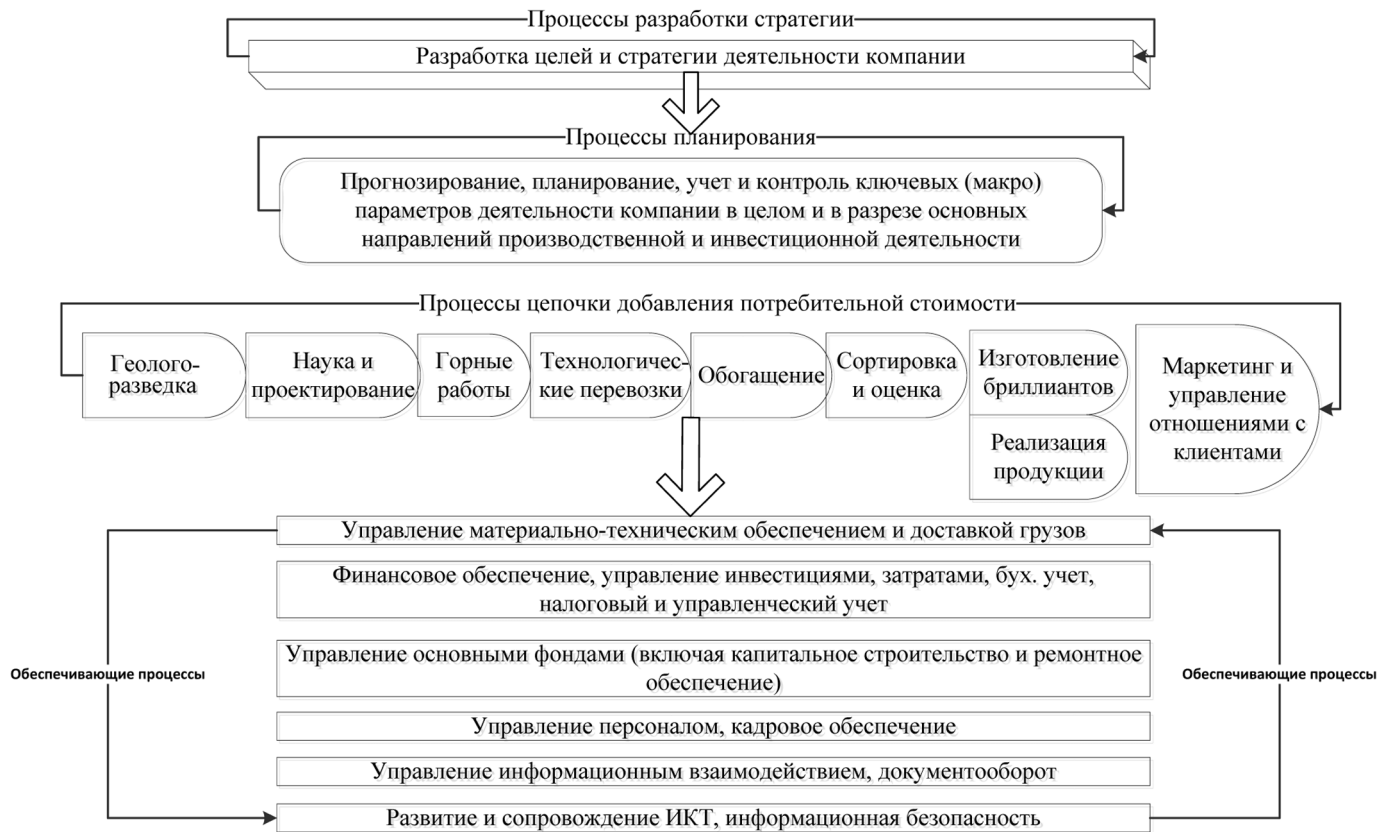 Процессы разработки стратегии
Разработка целей и стратегии деятельности компании
Процессы планирования
Прогнозирование, планирование, учет и контроль ключевых (макро)
параметров деятельности компании в целом и в разрезе основных
направлений производственной и инвестиционной деятельности
Процессы цепочки добавления потребительной стоимости
Геолого-
разведка
Наука и
проектирование
Горные
работы
Технологичес-
кие перевозки
Обогащение
Сортировка
и оценка
Изготовление
бриллиантов
Реализация
продукции
Маркетинг и
управление
отношениями с
клиентами
Управление материально-техническим обеспечением и доставкой грузов
Финансовое обеспечение, управление инвестициями, затратами, бух. учет,
налоговый и управленческий учет
Управление основными фондами (включая капитальное строительство и ремонтное
обеспечение)
Обеспечивающие процессы
Обеспечивающие процессы
Управление персоналом, кадровое обеспечение
Управление информационным взаимодействием, документооборот
Развитие и сопровождение ИКТ, информационная безопасность